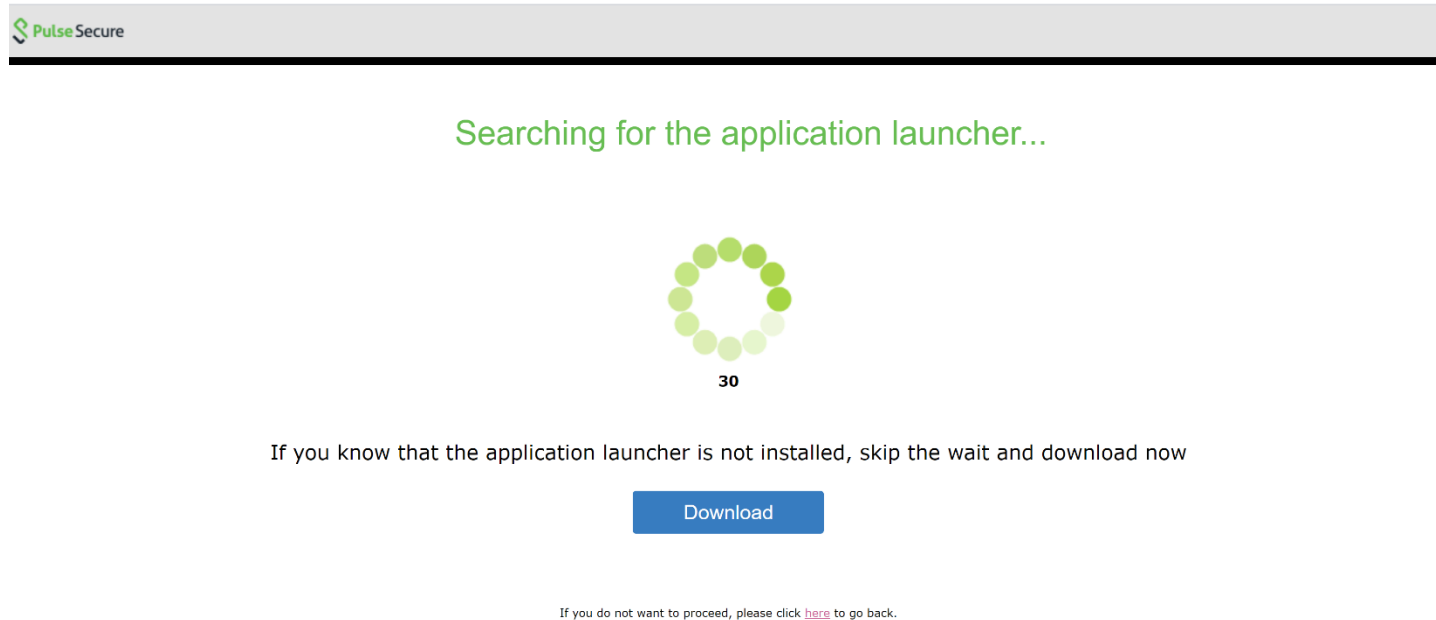 Pulse Secure
Searching for the application launcher...
30
If you know that the application launcher is not installed, skip the wait and download now
Download
If you do not want to proceed, please click here to go back.